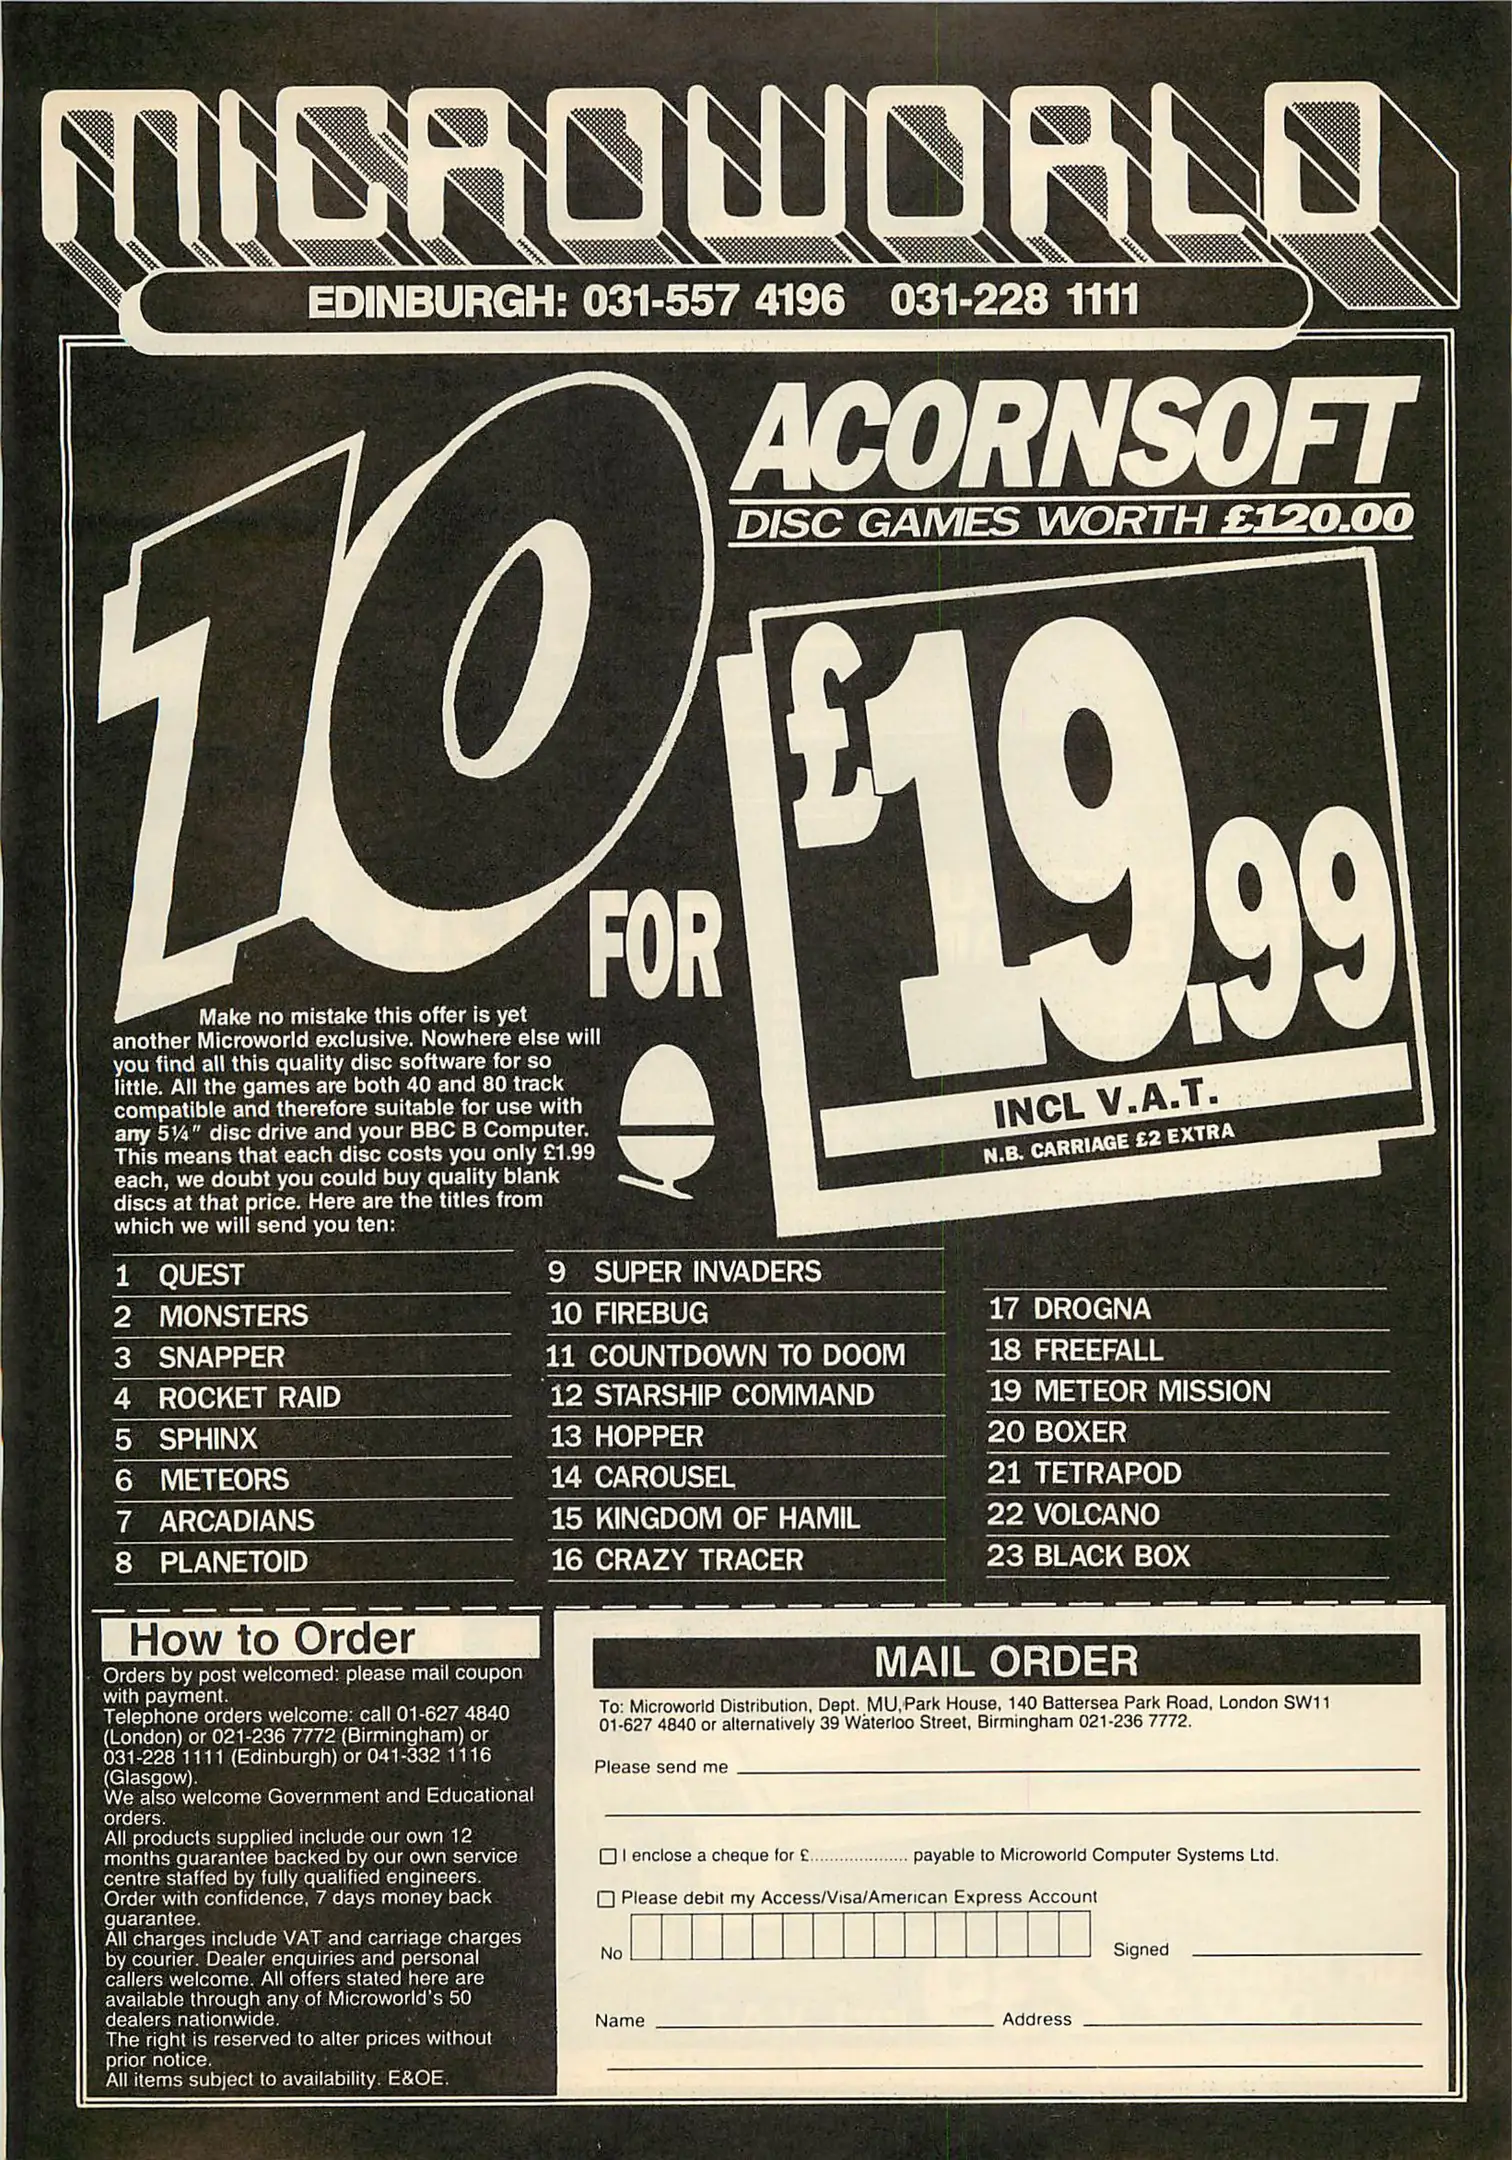 MICROWORLD
EDINBURGH: 031-557 4196 031-228 1111
10
ACORNSOFT
DISC GAMES WORTH £120.00
FOR
£19.99
INCL V.A.T.
N.B. CARRIAGE £2 EXTRA
Make no mistake this offer is yet
another Microworld exclusive. Nowhere else will
you find all this quality disc software for so
little. All the games are both 40 and 80 track
compatible and therefore suitable for use with
any 5¼" disc drive and your BBC B Computer.
This means that each disc costs you only £1.99
each, we doubt you could buy quality blank
discs at that price. Here are the titles from
which we will send you ten:
1 QUEST
2 MONSTERS
3 SNAPPER
4 ROCKET RAID
5 SPHINX
6 METEORS
7 ARCADIANS
8 PLANETOID
9 SUPER INVADERS
10 FIREBUG
11 COUNTDOWN TO DOOM
12 STARSHIP COMMAND
13 HOPPER
14 CAROUSEL
15 KINGDOM OF HAMIL
16 CRAZY TRACER
17 DROGNA
18 FREEFALL
19 METEOR MISSION
20 BOXER
21 TETRAPOD
22 VOLCANO
23 BLACK BOX
How to Order
Orders by post welcomed: please mail coupon
with payment.
Telephone orders welcome: call 01-627 4840
(London) or 021-236 7772 (Birmingham) or
031-228 1111 (Edinburgh) or 041-332 1116
(Glasgow).
We also welcome Government and Educational
orders.
All products supplied include our own 12
months guarantee backed by our own service
centre staffed by fully qualified engineers.
Order with confidence, 7 days money back
guarantee.
All charges include VAT and carriage charges
by courier. Dealer enquiries and personal
callers welcome. All offers stated here are
available through any of Microworld's 50
dealers nationwide.
The right is reserved to alter prices without
prior notice.
All items subject to availability. E&OE.
MAIL ORDER
To: Microworld Distribution, Dept. MU, Park House, 140 Battersea Park Road, London SW11
01-627 4840 or alternatively 39 Waterloo Street, Birmingham 021-236 7772.
Please send me
I enclose a cheque for £.................... payable to Microworld Computer Systems Ltd.
Please debit my Access/Visa/American Express Account
No Signed
Name Address